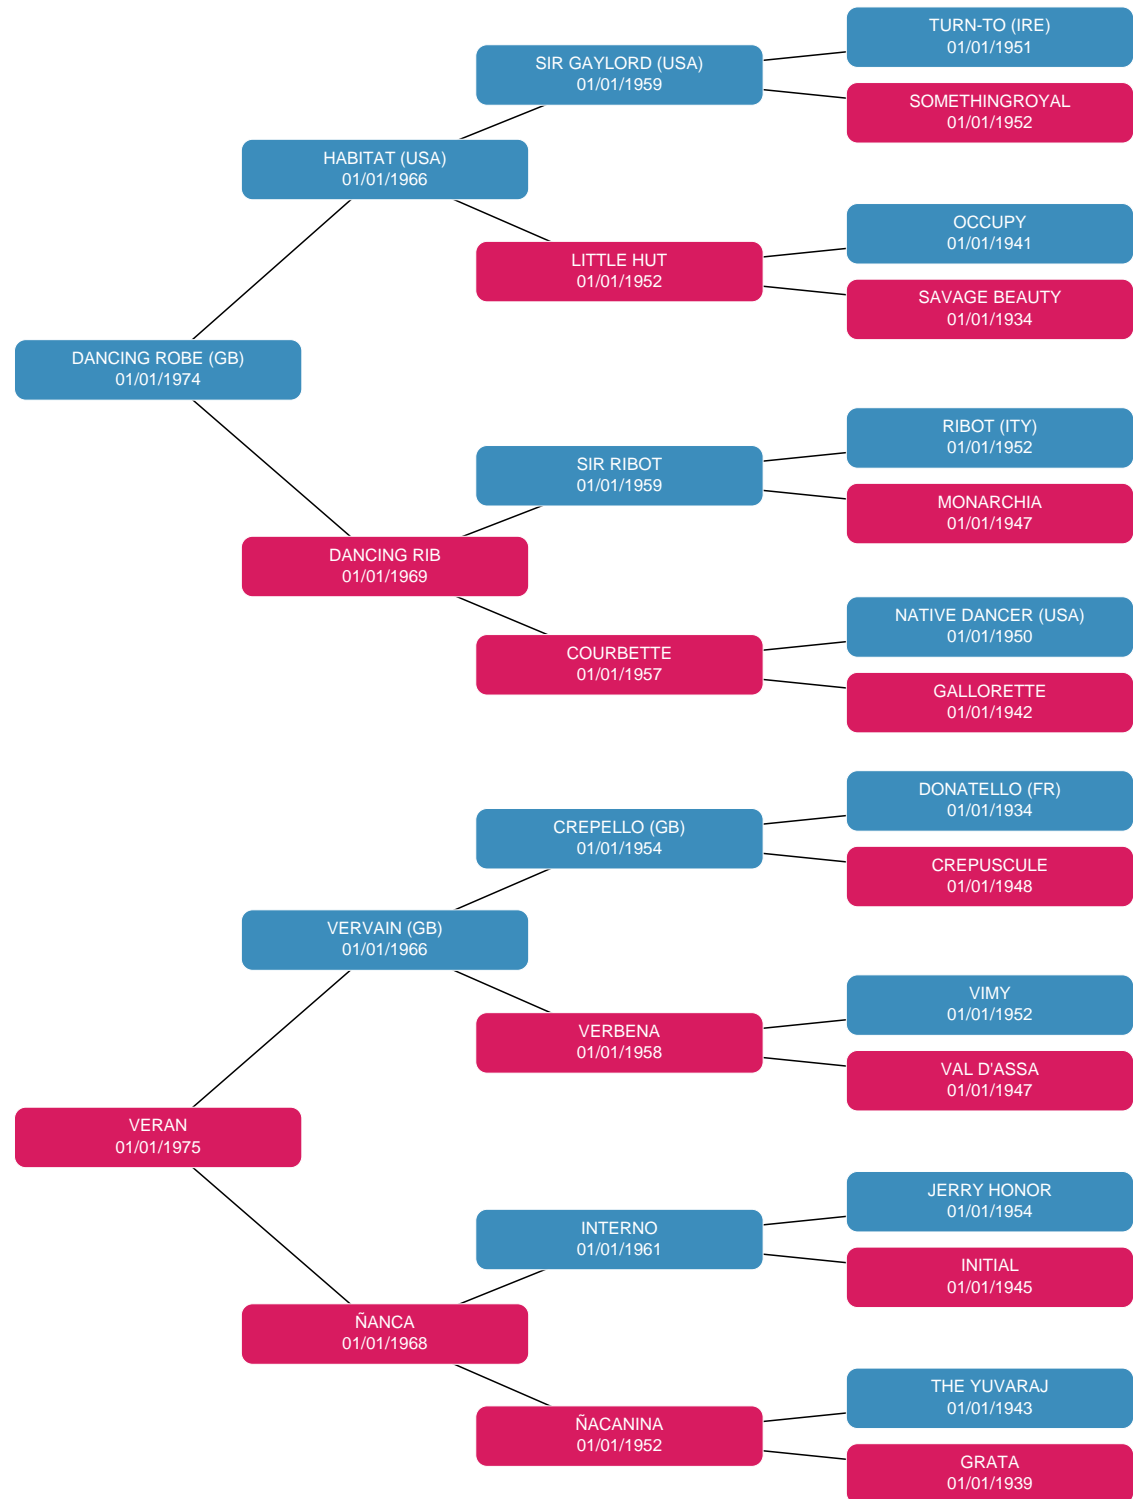 TURN-TO (IRE)
01/01/1951
SIR GAYLORD (USA)
01/01/1959
SOMETHINGROYAL
01/01/1952
HABITAT (USA)
01/01/1966
OCCUPY
01/01/1941
LITTLE HUT
01/01/1952
SAVAGE BEAUTY
01/01/1934
DANCING ROBE (GB)
01/01/1974
RIBOT (ITY)
01/01/1952
SIR RIBOT
01/01/1959
MONARCHIA
01/01/1947
DANCING RIB
01/01/1969
NATIVE DANCER (USA)
01/01/1950
COURBETTE
01/01/1957
GALLORETTE
01/01/1942
DONATELLO (FR)
01/01/1934
CREPELLO (GB)
01/01/1954
CREPUSCULE
01/01/1948
VERVAIN (GB)
01/01/1966
VIMY
01/01/1952
VERBENA
01/01/1958
VAL D'ASSA
01/01/1947
VERAN
01/01/1975
JERRY HONOR
01/01/1954
INTERNO
01/01/1961
INITIAL
01/01/1945
ÑANCA
01/01/1968
THE YUVARAJ
01/01/1943
ÑACANINA
01/01/1952
GRATA
01/01/1939